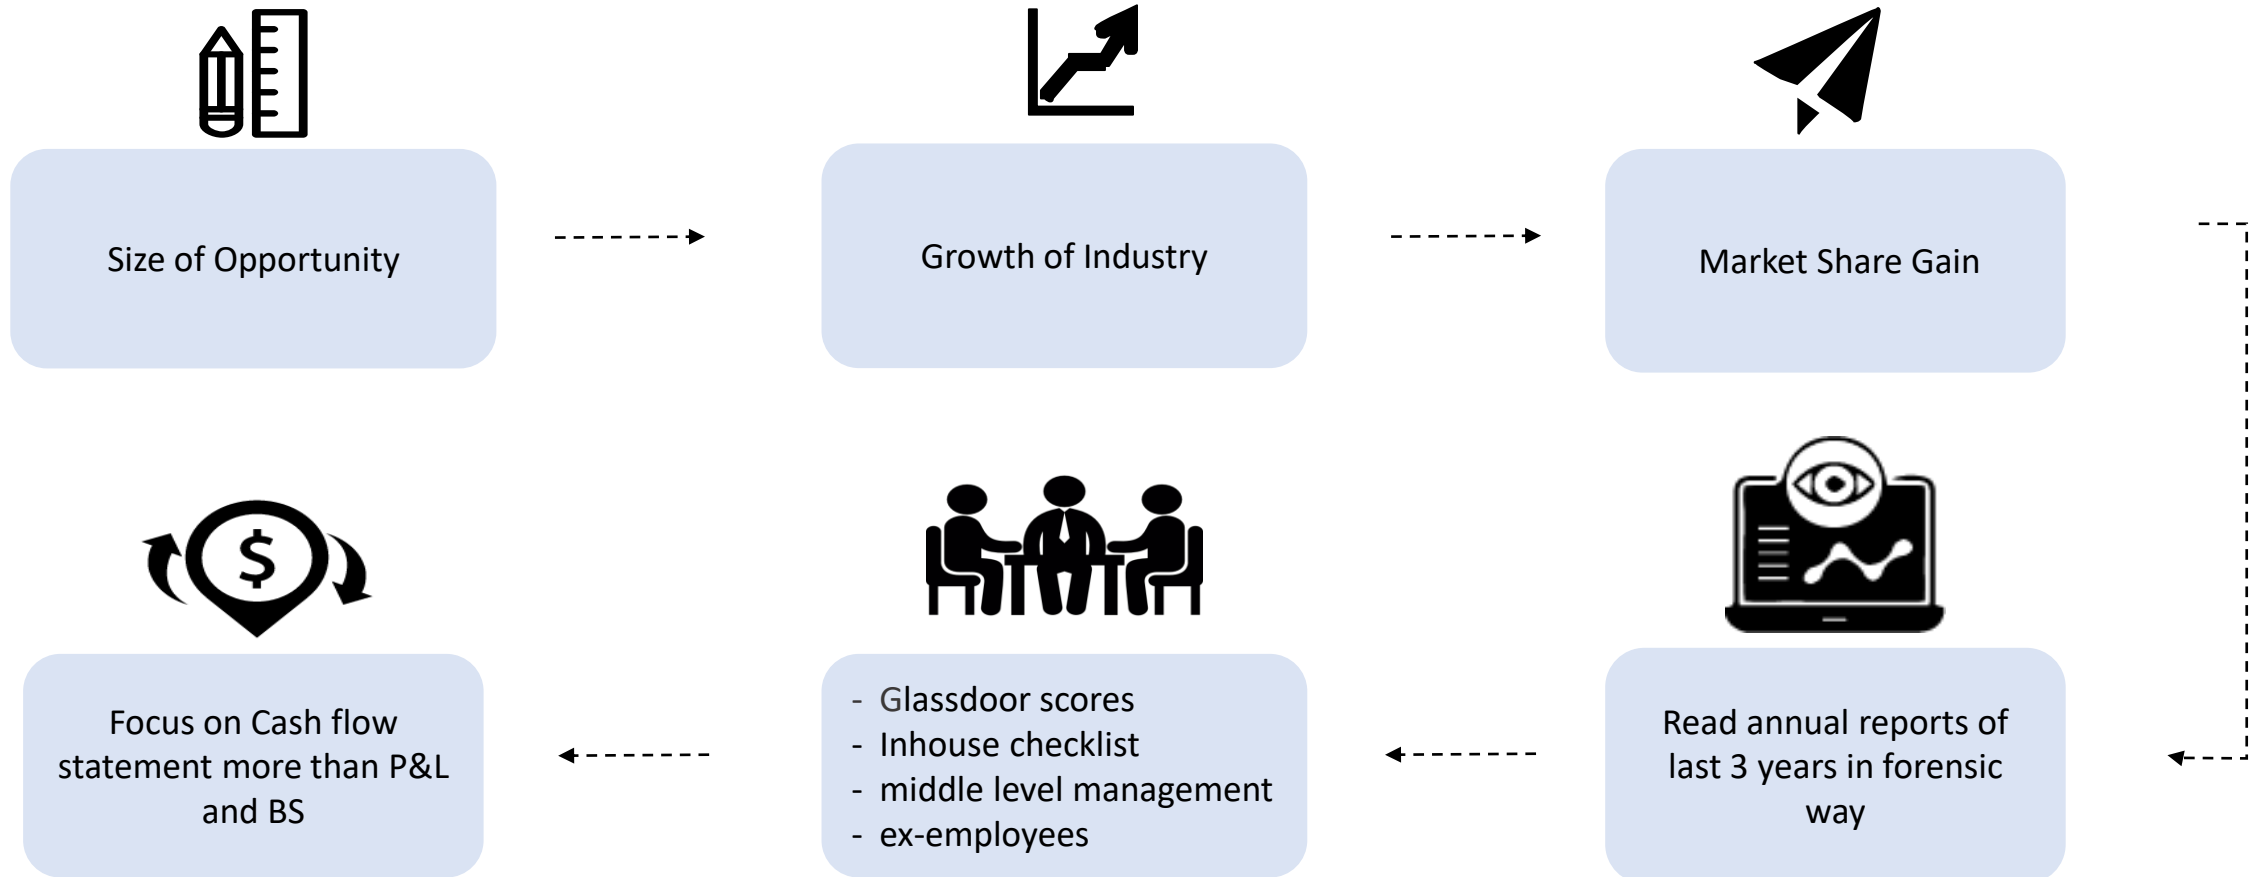 Size of Opportunity
Growth of Industry
Market Share Gain
$
Read annual reports of
last 3 years in forensic
way
- Glassdoor scores
- Inhouse checklist
- middle level management
- ex-employees
Focus on Cash flow
statement more than P&L
and BS